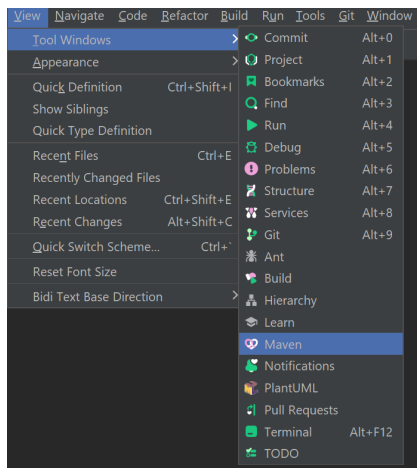 View Navigate Code Refactor Build Run Tools Git Window
Tool Windows
Appearance
Quick Definition Ctrl+Shift+I
Show Siblings
Quick Type Definition
Recent Files Ctrl+E
Recently Changed Files
Recent Locations Ctrl+Shift+E
Recent Changes Alt+Shift+C
Quick Switch Scheme... Ctrl+`
Reset Font Size
Bidi Text Base Direction
Commit Alt+0
Project Alt+1
Bookmarks Alt+2
Find Alt+3
Run Alt+4
Debug Alt+5
Problems Alt+6
Structure Alt+7
Services Alt+8
Git Alt+9
Ant
Build
Hierarchy
Learn
Maven
Notifications
PlantUML
Pull Requests
Terminal Alt+F12
TODO